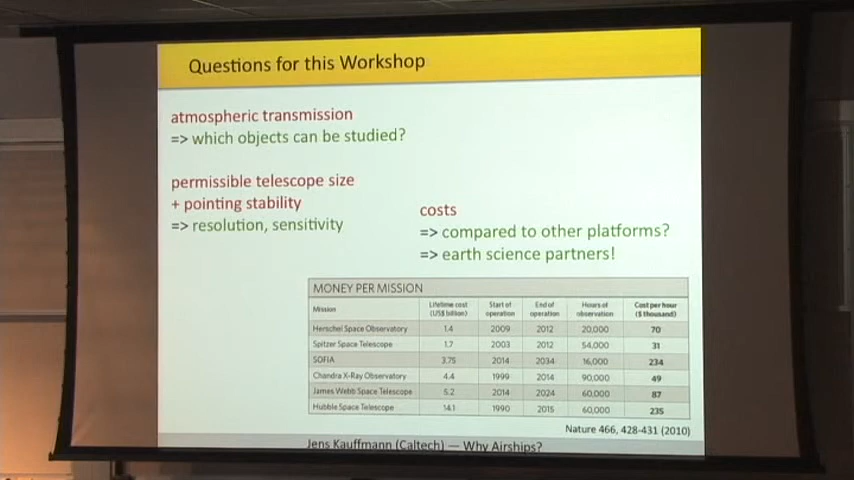 Questions for this Workshop
atmospheric transmission
=> which objects can be studied?
permissible telescope size
+ pointing stability
=> resolution, sensitivity
costs
=> compared to other platforms?
=> earth science partners!
MONEY PER MISSION
Mission Lifetime cost (US$ billion) Start of operation End of operation Hours of observation Cost per hour ($ thousand)
Herschel Space Observatory 1.4 2009 2012 20,000 70
Spitzer Space Telescope 1.7 2003 2012 54,000 31
SOFIA 3.75 2014 2034 16,000 234
Chandra X-Ray Observatory 4.4 1999 2014 90,000 49
James Webb Space Telescope 5.2 2014 2024 60,000 87
Hubble Space Telescope 14.1 1990 2015 60,000 235
Nature 466, 428-431 (2010)
Jens Kauffmann (Caltech) — Why Airships?